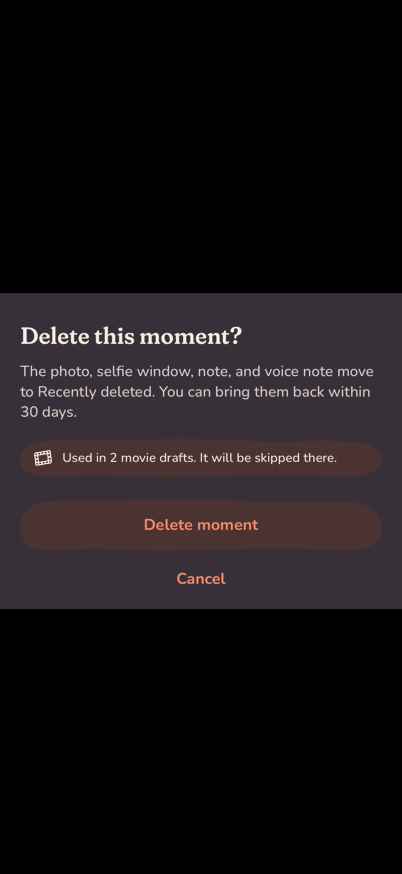 Delete this moment?
The photo, selfie window, note, and voice note move
to Recently deleted. You can bring them back within
30 days.
Used in 2 movie drafts. It will be skipped there.
Delete moment
Cancel